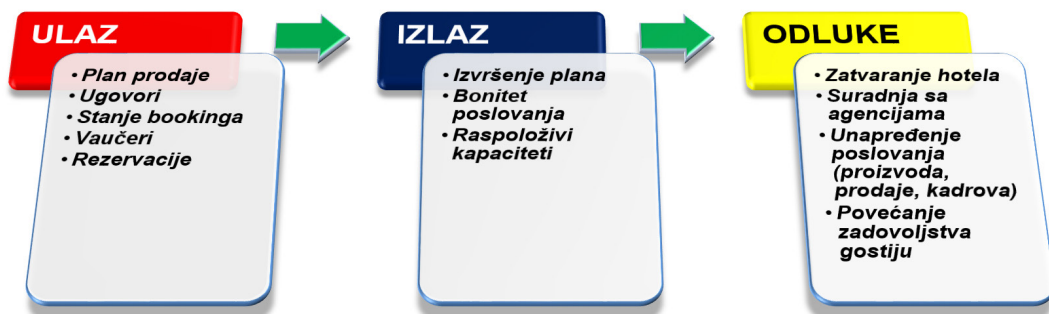 ULAZ
• Plan prodaje
• Ugovori
• Stanje bookinga
• Vaučeri
• Rezervacije
IZLAZ
• Izvršenje plana
• Bonitet
poslovanja
• Raspoloživi
kapaciteti
ODLUKE
• Zatvaranje hotela
• Suradnja sa
agencijama
• Unapređenje
poslovanja
(proizvoda,
prodaje, kadrova)
• Povećanje
zadovoljstva
gostiju